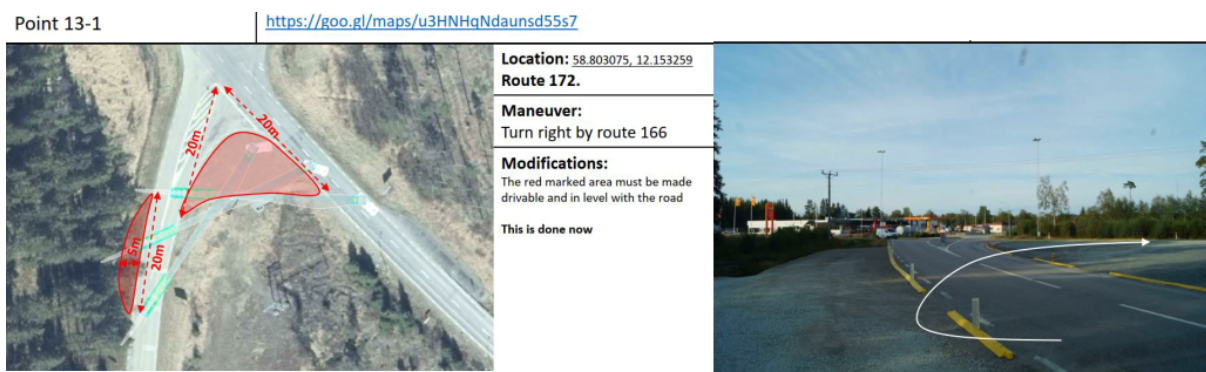 Point 13-1
https://goo.gl/maps/u3HNHqNdaunsd55s7
20m
20m
5m
20m
Location: 58.803075, 12.153259
Route 172.
Maneuver:
Turn right by route 166
Modifications:
The red marked area must be made
drivable and in level with the road
This is done now